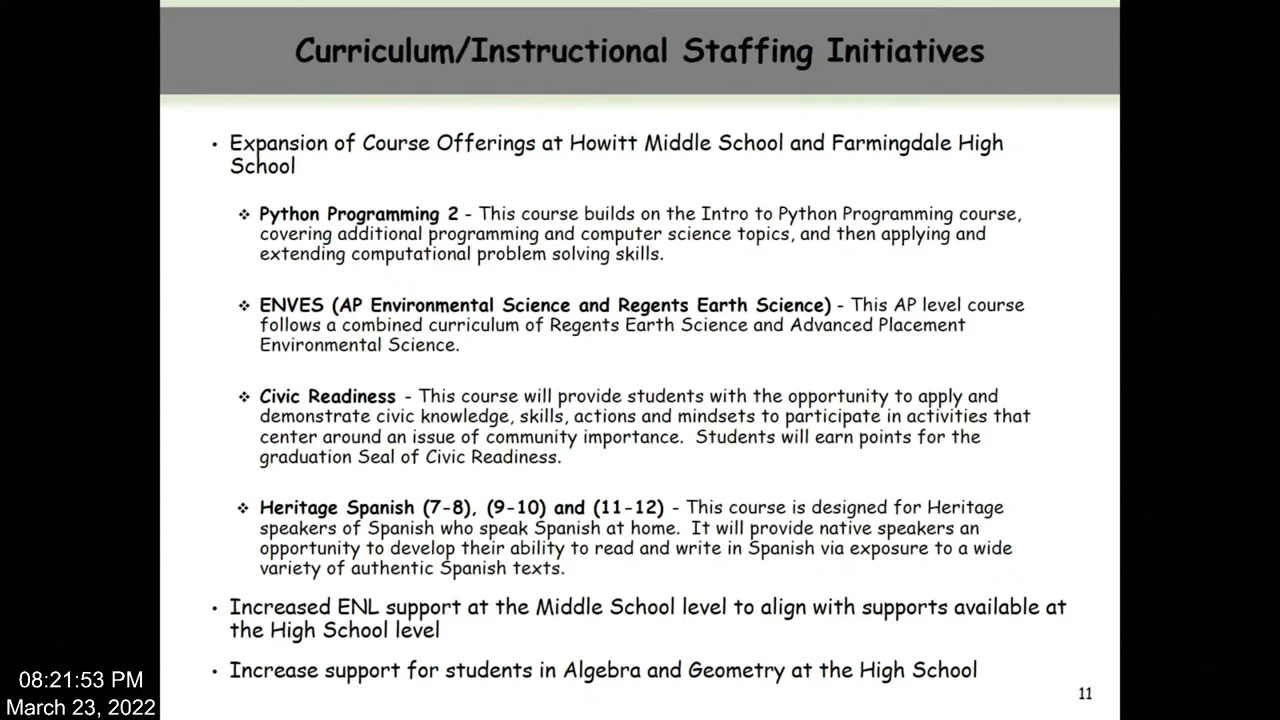 Curriculum/Instructional Staffing Initiatives
• Expansion of Course Offerings at Howitt Middle School and Farmingdale High
School
❖ Python Programming 2 - This course builds on the Intro to Python Programming course,
covering additional programming and computer science topics, and then applying and
extending computational problem solving skills.
❖ ENVES (AP Environmental Science and Regents Earth Science) - This AP level course
follows a combined curriculum of Regents Earth Science and Advanced Placement
Environmental Science.
❖ Civic Readiness - This course will provide students with the opportunity to apply and
demonstrate civic knowledge, skills, actions and mindsets to participate in activities that
center around an issue of community importance. Students will earn points for the
graduation Seal of Civic Readiness.
❖ Heritage Spanish (7-8), (9-10) and (11-12) - This course is designed for Heritage
speakers of Spanish who speak Spanish at home. It will provide native speakers an
opportunity to develop their ability to read and write in Spanish via exposure to a wide
variety of authentic Spanish texts.
• Increased ENL support at the Middle School level to align with supports available at
the High School level
• Increase support for students in Algebra and Geometry at the High School
11
08:21:53 PM
March 23, 2022